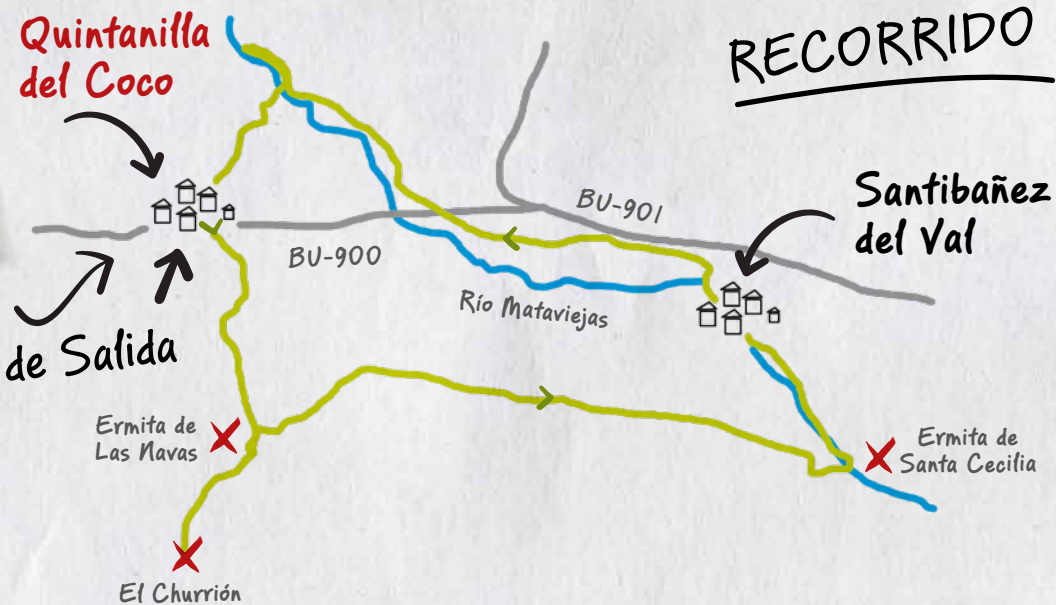 Quintanilla
del Coco
RECORRIDO
BU-901
Santibañez
del Val
BU-900
Río Mataviejas
de Salida
Ermita de
Las Navas
Ermita de
Santa Cecilia
El Churrión